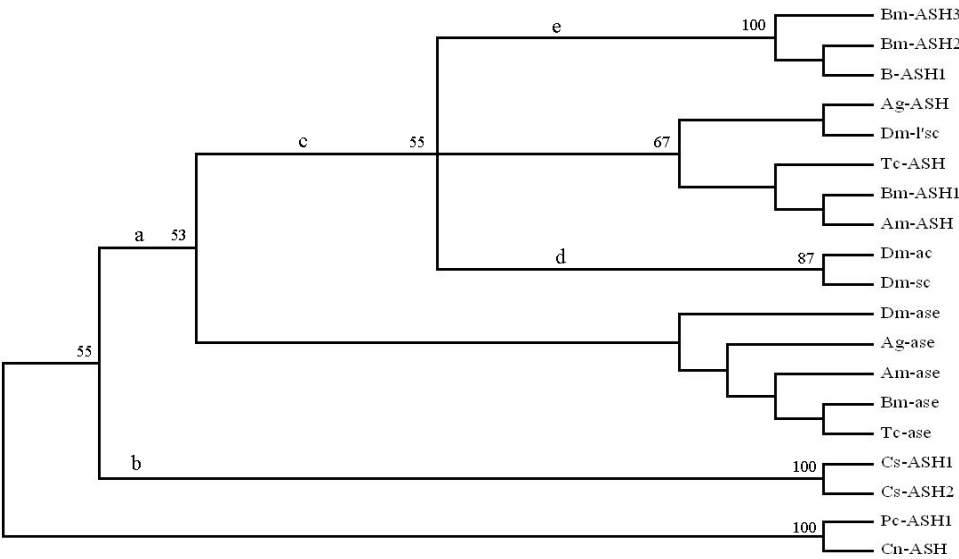 Bm-ASH3
e
100
Bm-ASH2
B-ASH1
Ag-ASH
Dm-l'sc
c
55
67
Tc-ASH
Bm-ASH1
Am-ASH
a
53
Dm-ac
d
87
Dm-sc
Dm-ase
Ag-ase
55
Am-ase
Bm-ase
Tc-ase
b
100
Cs-ASH1
Cs-ASH2
100
Pc-ASH1
Cn-ASH